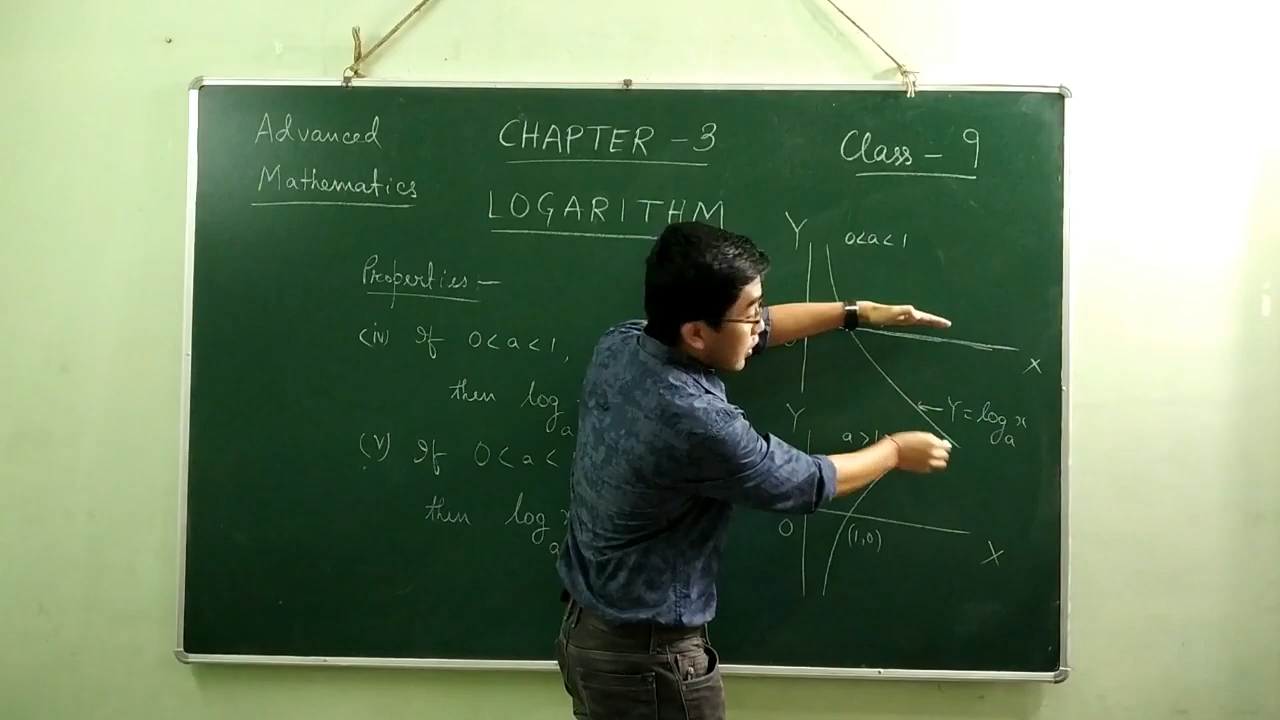 Advanced
Mathematics
CHAPTER - 3
Class - 9
LOGARITHM
Properties :-
(iv) If 0 < a < 1,
then log a
(v) If 0 < a <
then log x a
Y
0<a<1
X
Y = log a x
Y
a > 1
O
(1,0)
X